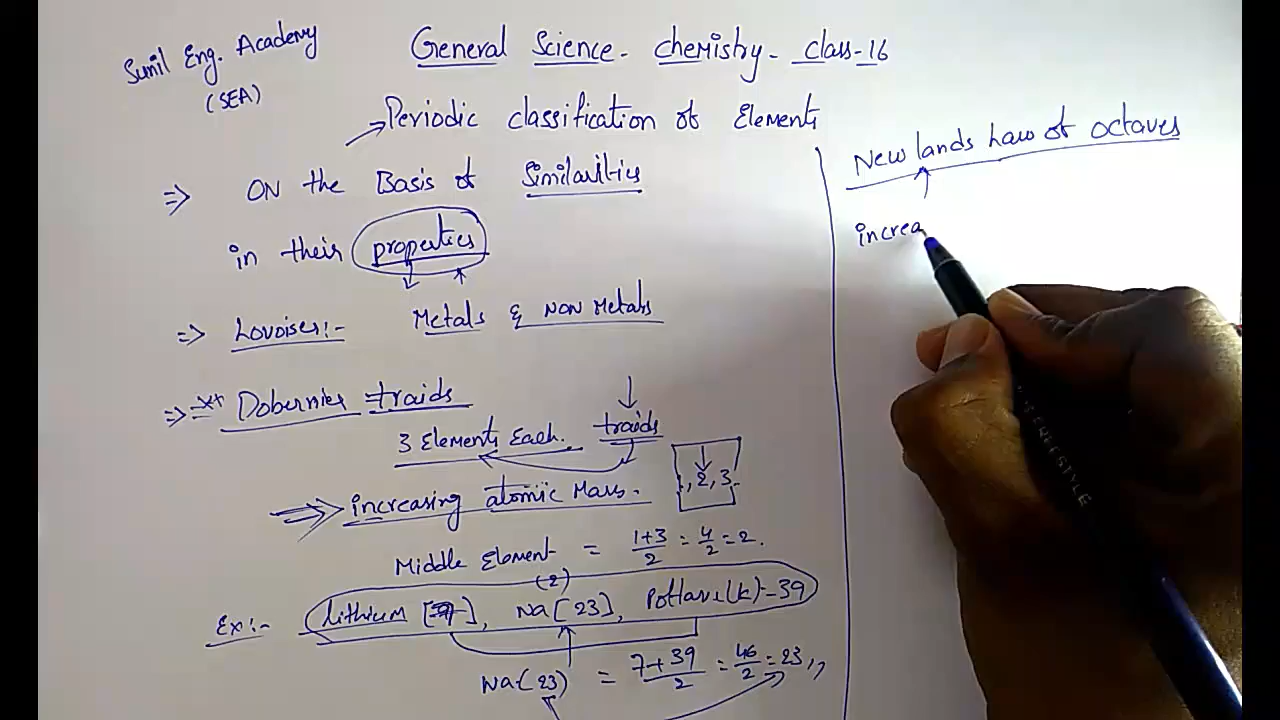 Sunil Eng. Academy
(SEA)
General Science - chemistry - class-16
Periodic classification of Elements
⇒ ON the Basis of Similarities
in their properties
⇒ Lovoiser:- Metals & NON Metals
⇒ ** Dobernier traids
3 Elements Each. traids
1, 2, 3.
⇒ increasing atomic Mass.
Middle Element = 1+3/2 = 4/2 = 2.
(2)
Ex:- Lithium [7], Na[23], (K)-39
Na(23) = 7+39/2 = 46/2 = 23,,
New lands Law of octaves
increa
FREESTYLE